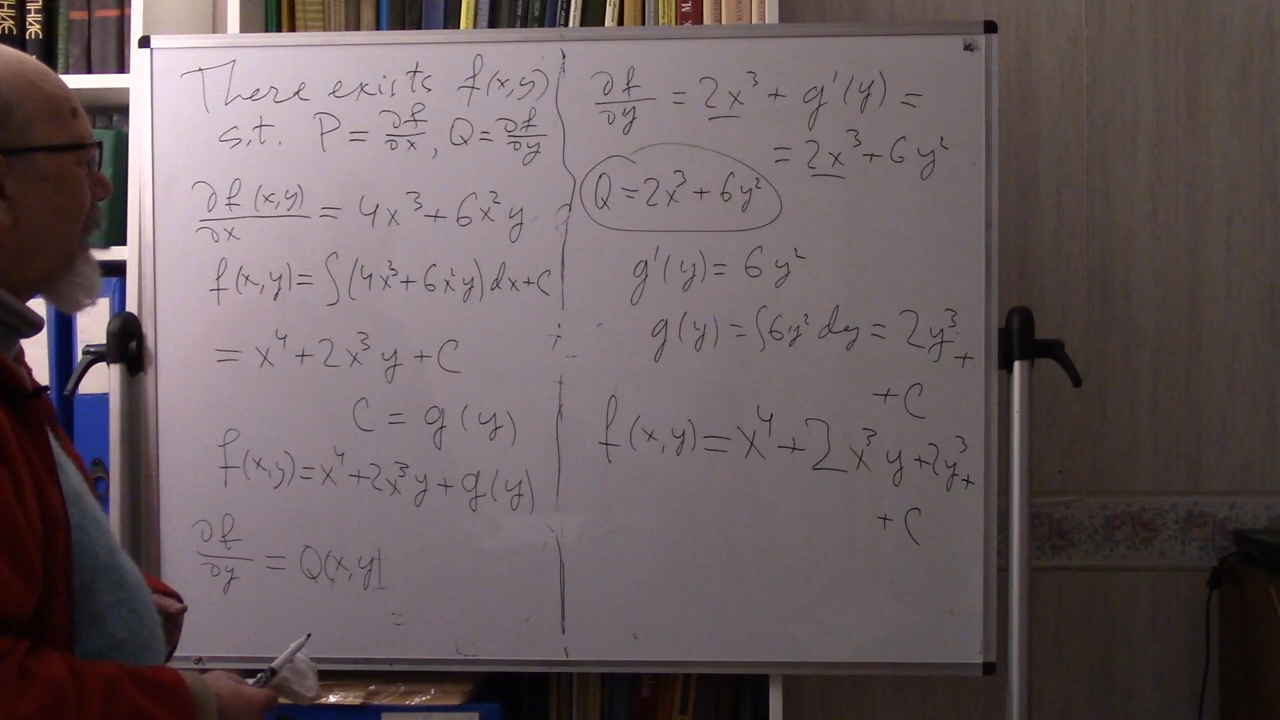 There exists f(x,y)
s.t. P = ∂f/∂x, Q = ∂f/∂y
∂f(x,y)/∂x = 4x³ + 6x²y
f(x,y) = ∫(4x³ + 6x²y)dx + C
= x⁴ + 2x³y + C
C = g(y)
f(x,y) = x⁴ + 2x³y + g(y)
∂f/∂y = Q(x,y)
=
∂f/∂y = 2x³ + g'(y) =
= 2x³ + 6y²
Q = 2x³ + 6y²
g'(y) = 6y²
g(y) = ∫6y² dy = 2y³ +
+ C
f(x,y) = x⁴ + 2x³y + 2y³ +
+ C